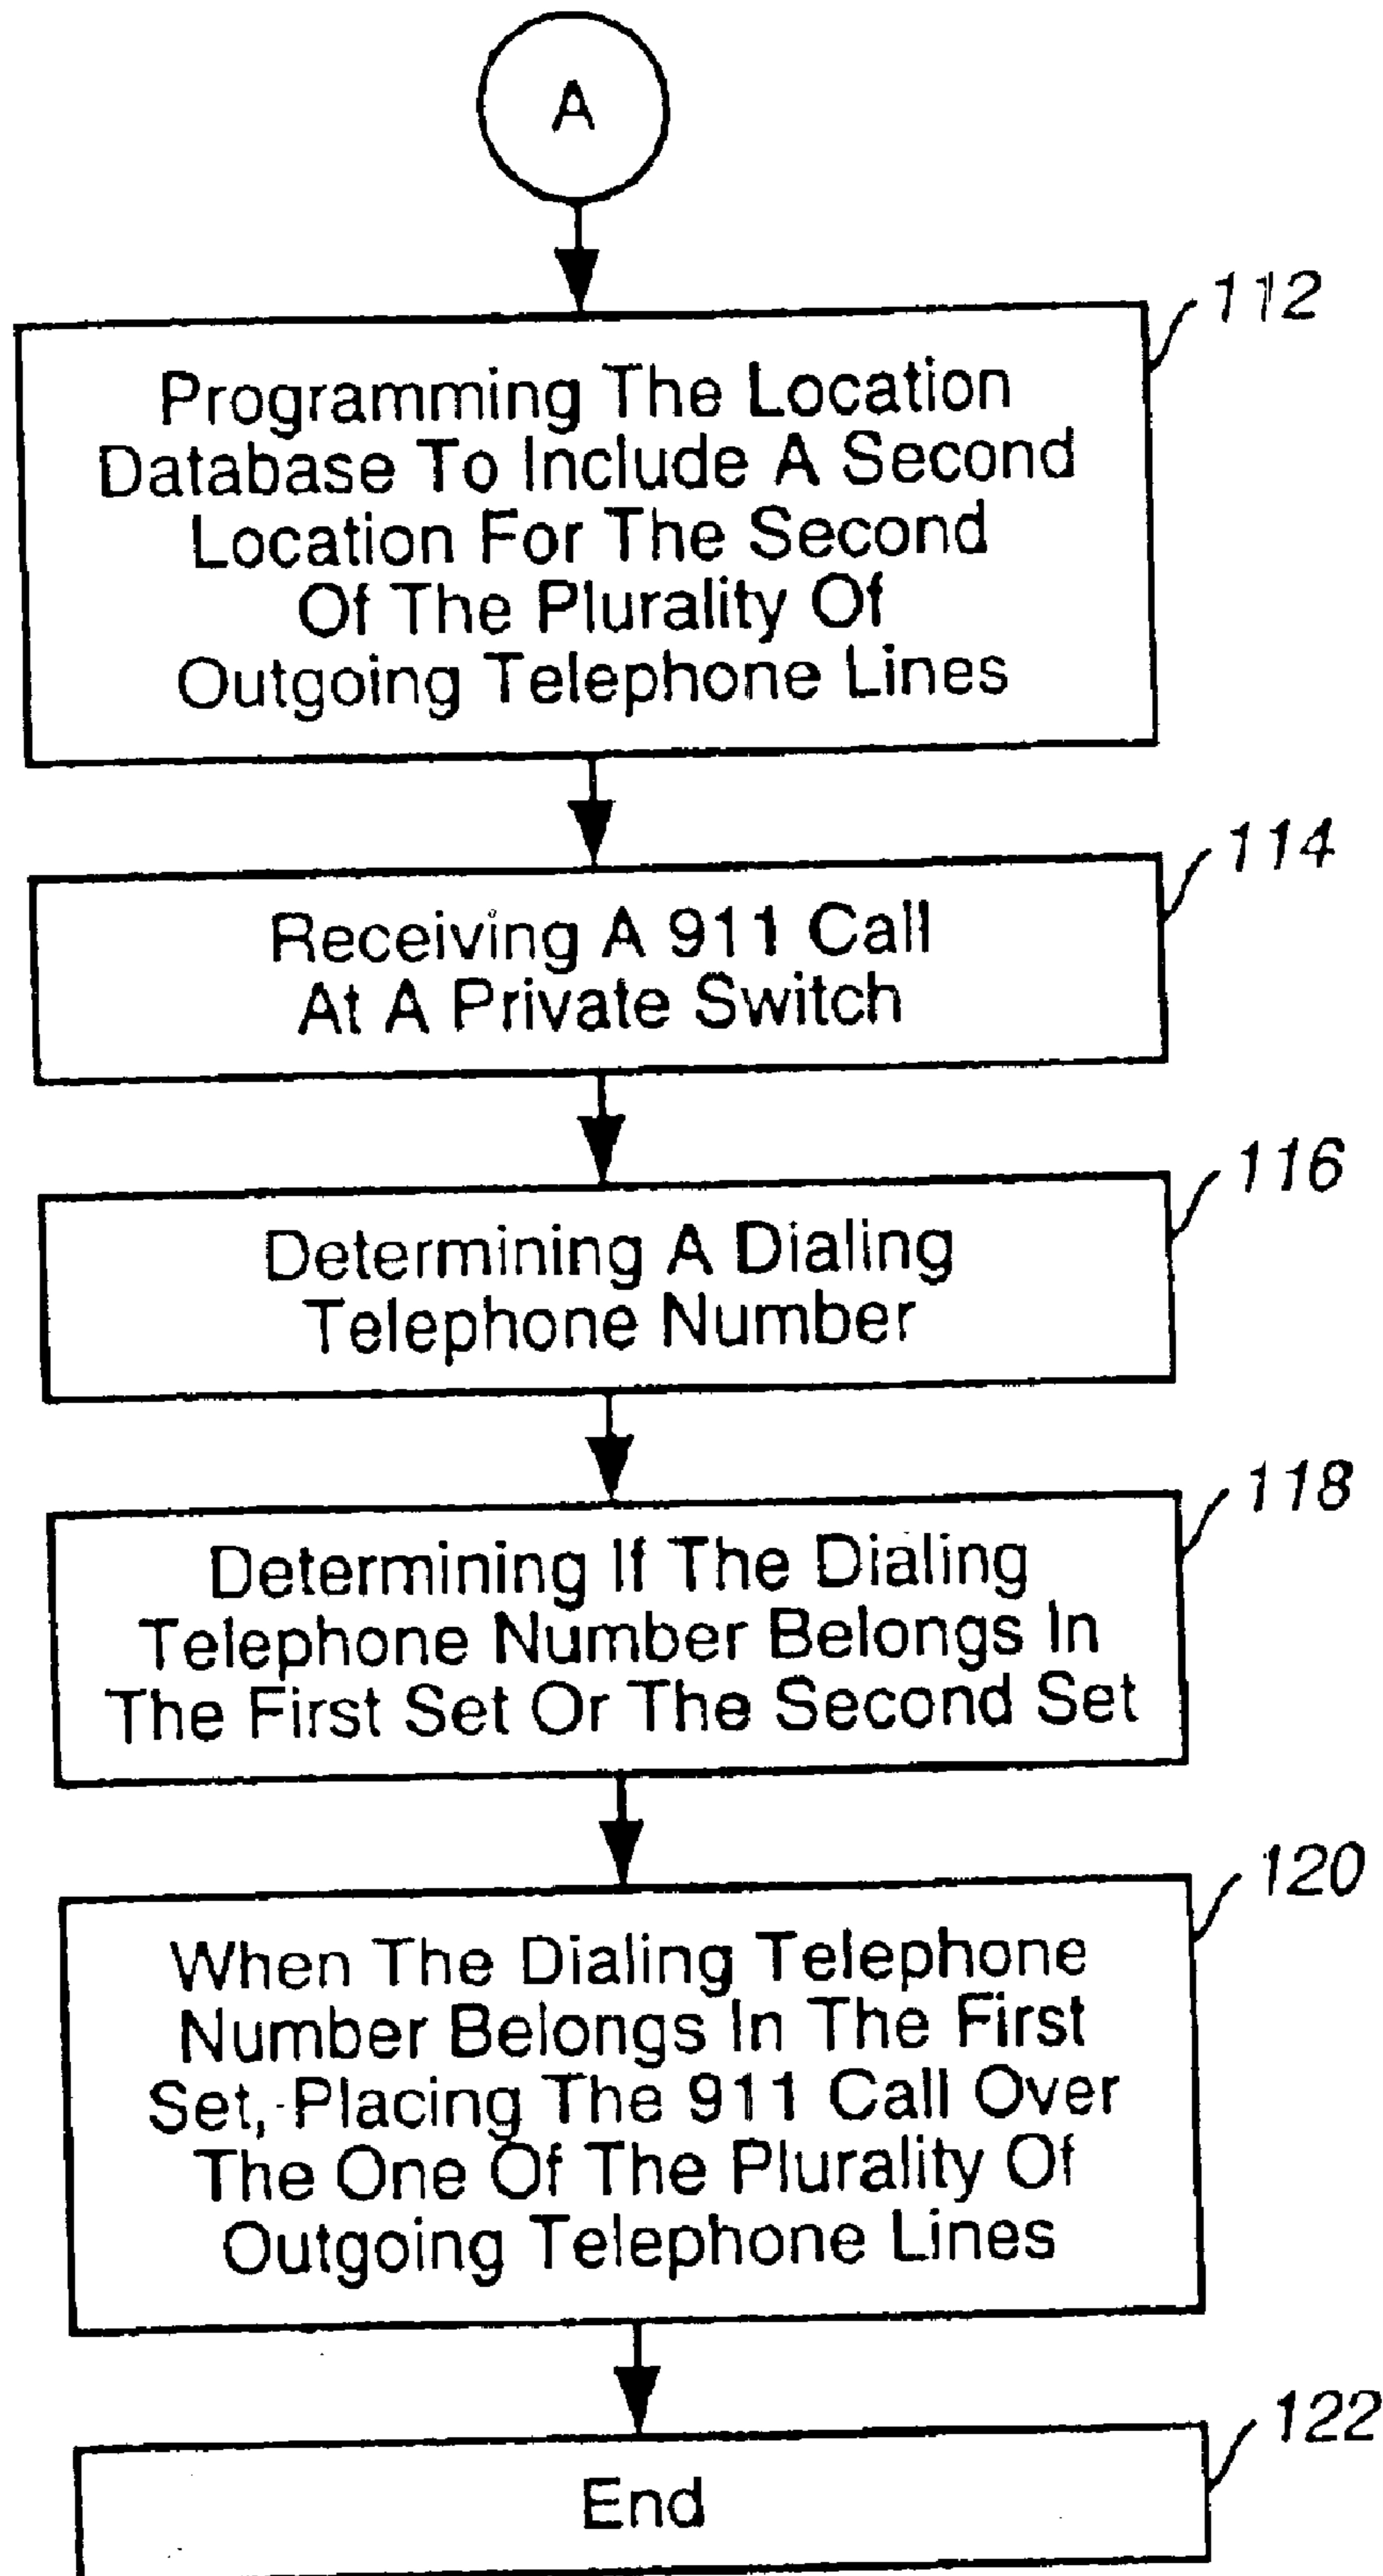 A
112
Programming The Location
Database To Include A Second
Location For The Second
Of The Plurality Of
Outgoing Telephone Lines
114
Receiving A 911 Call
At A Private Switch
116
Determining A Dialing
Telephone Number
118
Determining If The Dialing
Telephone Number Belongs In
The First Set Or The Second Set
120
When The Dialing Telephone
Number Belongs In The First
Set, Placing The 911 Call Over
The One Of The Plurality Of
Outgoing Telephone Lines
122
End